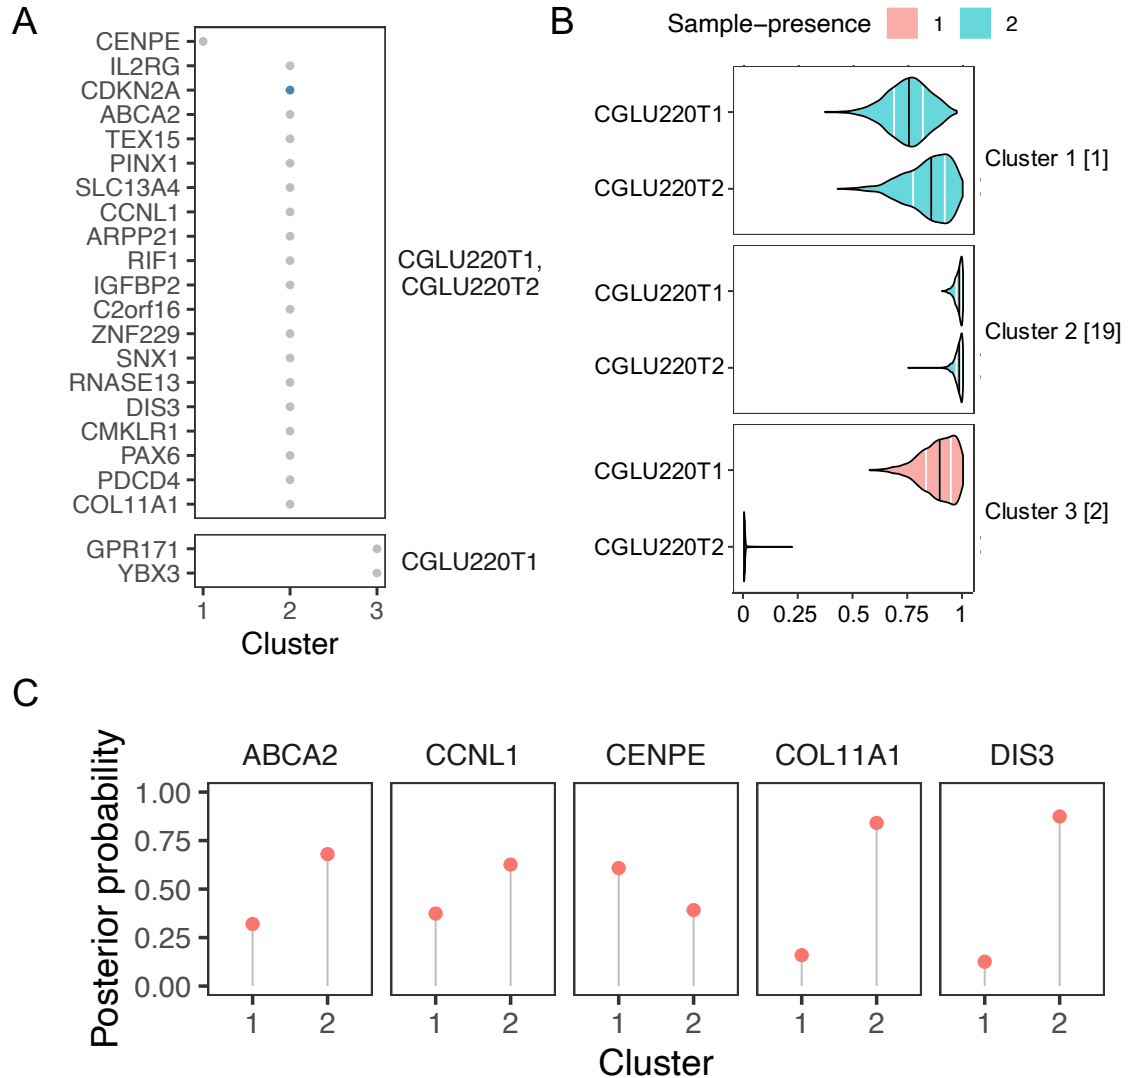 A
CENPE
IL2RG
CDKN2A
ABCA2
TEX15
PINX1
SLC13A4
CCNL1
ARPP21
RIF1
IGFBP2
C2orf16
ZNF229
SNX1
RNASE13
DIS3
CMKLR1
PAX6
PDCD4
COL11A1
CGLU220T1,
CGLU220T2
GPR171
YBX3
CGLU220T1
1 2 3
Cluster
B
Sample−presence 1 2
CGLU220T1
CGLU220T2
Cluster 1 [1]
CGLU220T1
CGLU220T2
Cluster 2 [19]
CGLU220T1
CGLU220T2
Cluster 3 [2]
0 0.25 0.5 0.75 1
C
Posterior probability
ABCA2 CCNL1 CENPE COL11A1 DIS3
1.00
0.75
0.50
0.25
0.00
1 2 1 2 1 2 1 2 1 2
Cluster